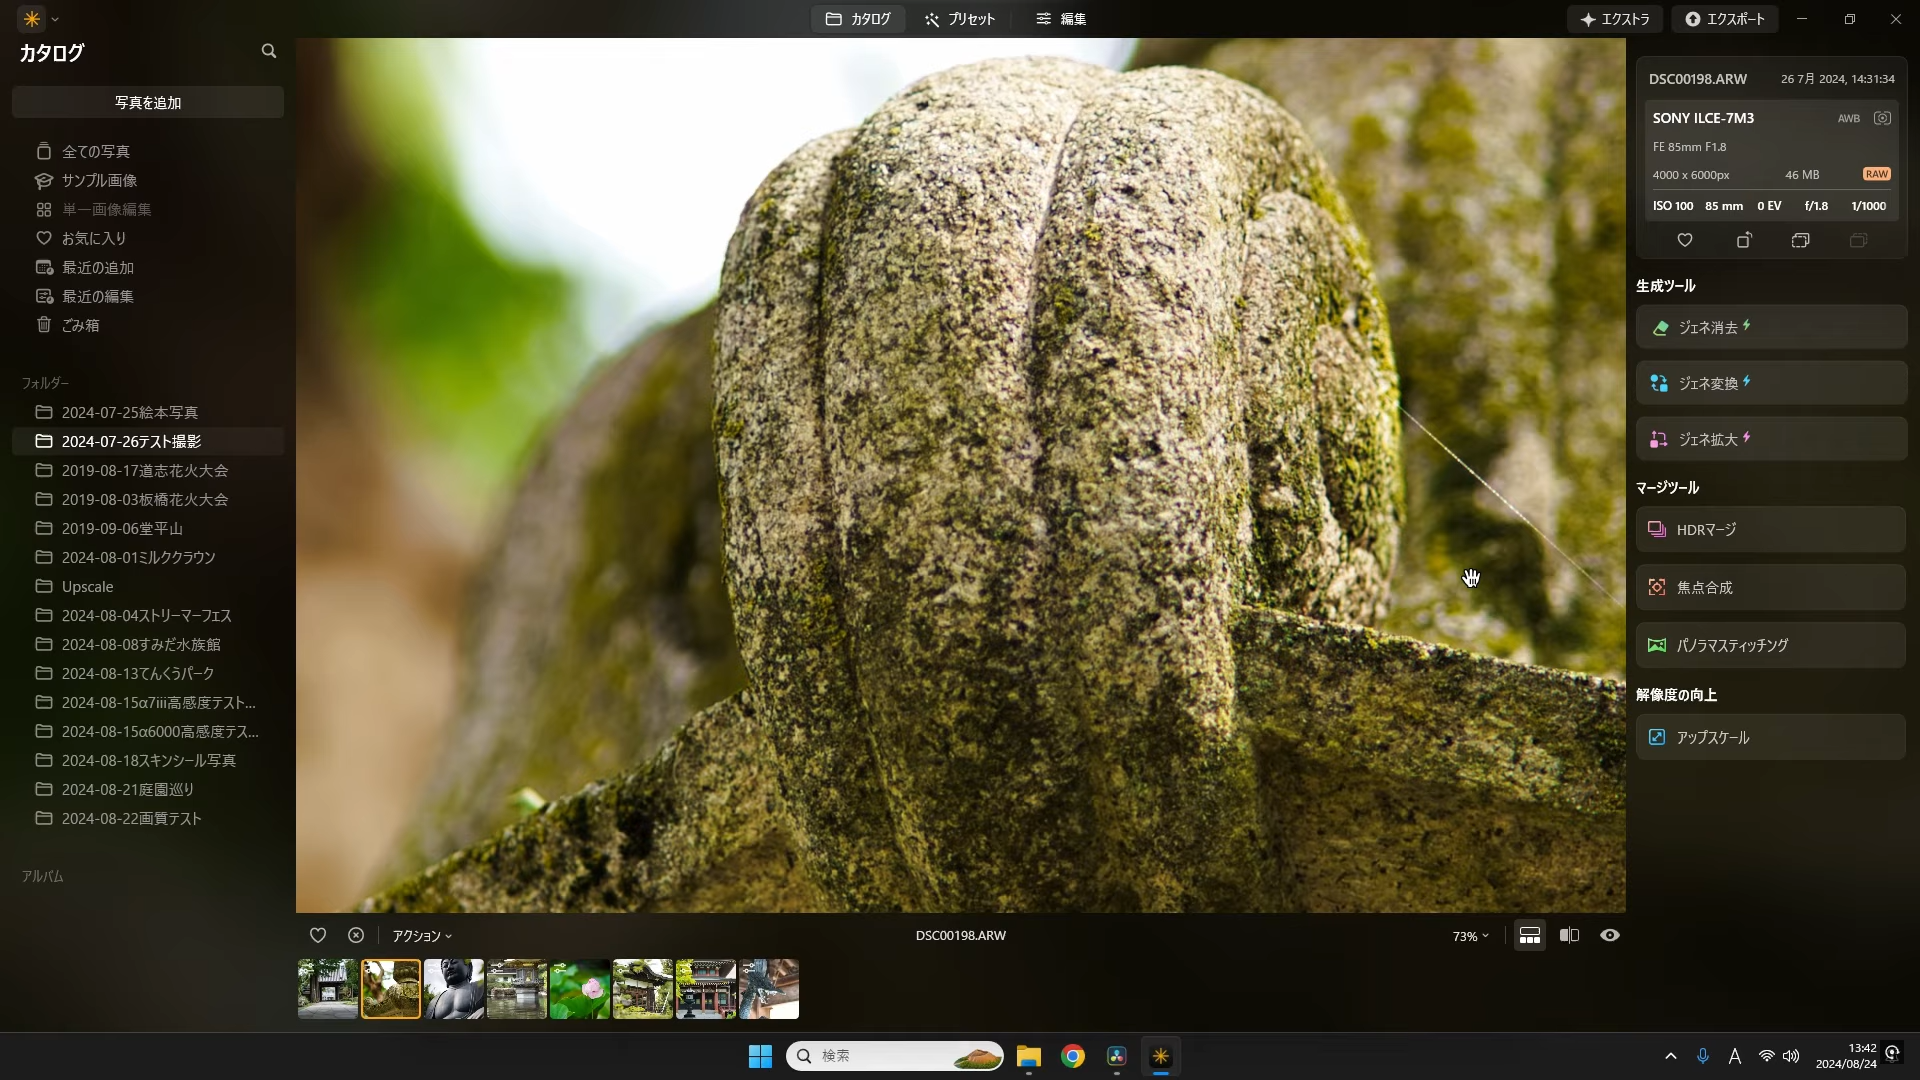 カタログ
プリセット
編集
エクストラ
エクスポート
カタログ
写真を追加
全ての写真
サンプル画像
単一画像編集
お気に入り
最近の追加
最近の編集
ごみ箱
フォルダー
2024-07-25絵本写真
2024-07-26テスト撮影
2019-08-17道志花火大会
2019-08-03板橋花火大会
2019-09-06堂平山
2024-08-01ミルククラウン
Upscale
2024-08-04ストリーマーフェス
2024-08-08すみだ水族館
2024-08-13てんくうパーク
2024-08-15α7iii高感度テスト...
2024-08-15α6000高感度テス...
2024-08-18スキンシール写真
2024-08-21庭園巡り
2024-08-22画質テスト
アルバム
DSC00198.ARW 26 7月 2024, 14:31:34
SONY ILCE-7M3 AWB
FE 85mm F1.8
4000 x 6000px 46 MB RAW
ISO 100 85 mm 0 EV f/1.8 1/1000
生成ツール
ジェネ消去
ジェネ変換
ジェネ拡大
マージツール
HDRマージ
焦点合成
パノラマスティッチング
解像度の向上
アップスケール
アクション
DSC00198.ARW
73%
検索
A
13:42
2024/08/24